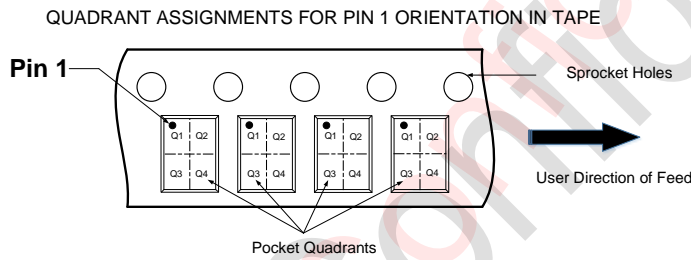 QUADRANT ASSIGNMENTS FOR PIN 1 ORIENTATION IN TAPE
Pin 1
Sprocket Holes
Q1 Q2 Q1 Q2 Q1 Q2 Q1 Q2
Q3 Q4 Q3 Q4 Q3 Q4 Q3 Q4
User Direction of Feed
Pocket Quadrants